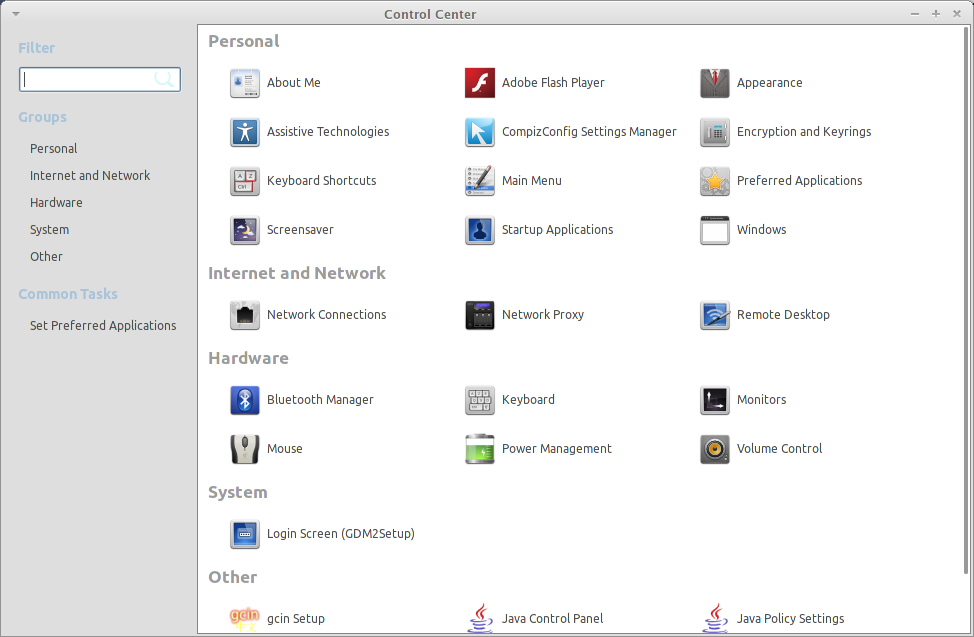 Control Center
Filter
Groups
Personal
Internet and Network
Hardware
System
Other
Common Tasks
Set Preferred Applications
Personal
About Me
Adobe Flash Player
Appearance
Assistive Technologies
CompizConfig Settings Manager
Encryption and Keyrings
Keyboard Shortcuts
Main Menu
Preferred Applications
Screensaver
Startup Applications
Windows
Internet and Network
Network Connections
Network Proxy
Remote Desktop
Hardware
Bluetooth Manager
Keyboard
Monitors
Mouse
Power Management
Volume Control
System
Login Screen (GDM2Setup)
Other
gcin
gcin Setup
Java Control Panel
Java Policy Settings